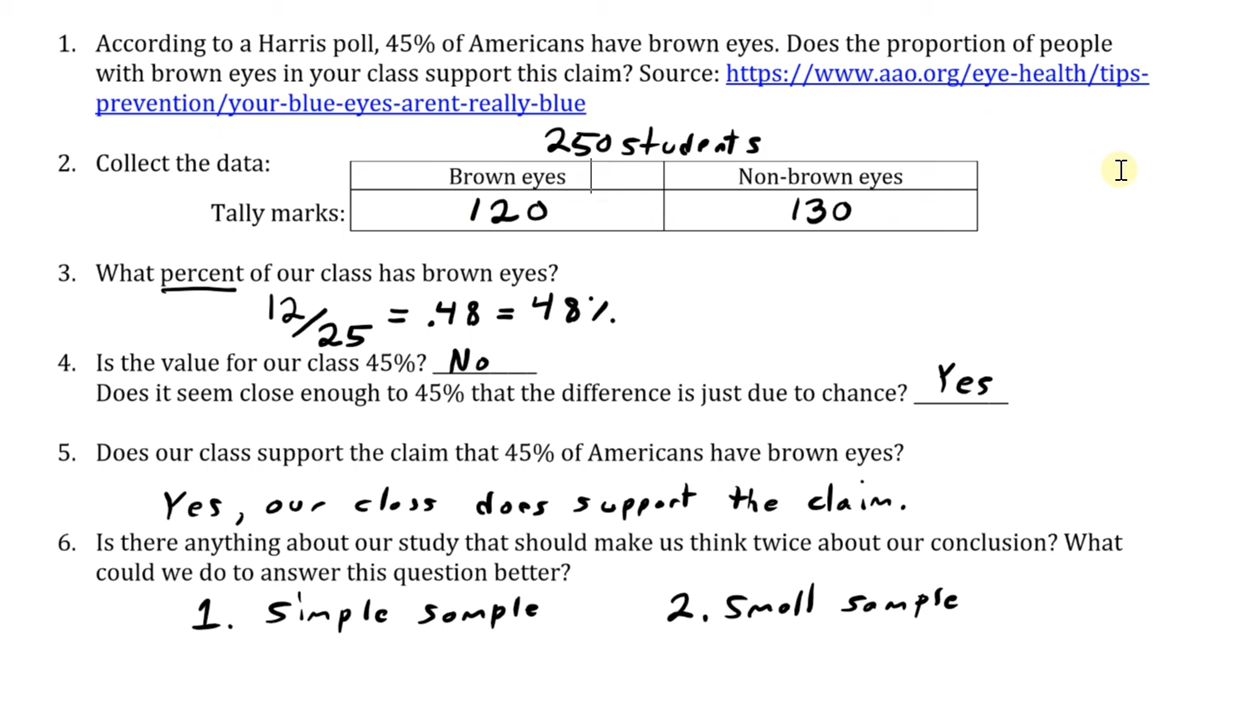 1. According to a Harris poll, 45% of Americans have brown eyes. Does the proportion of people
with brown eyes in your class support this claim? Source: https://www.aao.org/eye-health/tips-
prevention/your-blue-eyes-arent-really-blue
250 students
2. Collect the data:
Brown eyes Non-brown eyes
Tally marks: 120 130
3. What percent of our class has brown eyes?
12/25 = .48 = 48%.
4. Is the value for our class 45%? No
Does it seem close enough to 45% that the difference is just due to chance? Yes
5. Does our class support the claim that 45% of Americans have brown eyes?
Yes, our class does support the claim.
6. Is there anything about our study that should make us think twice about our conclusion? What
could we do to answer this question better?
1. Simple sample 2. Small sample